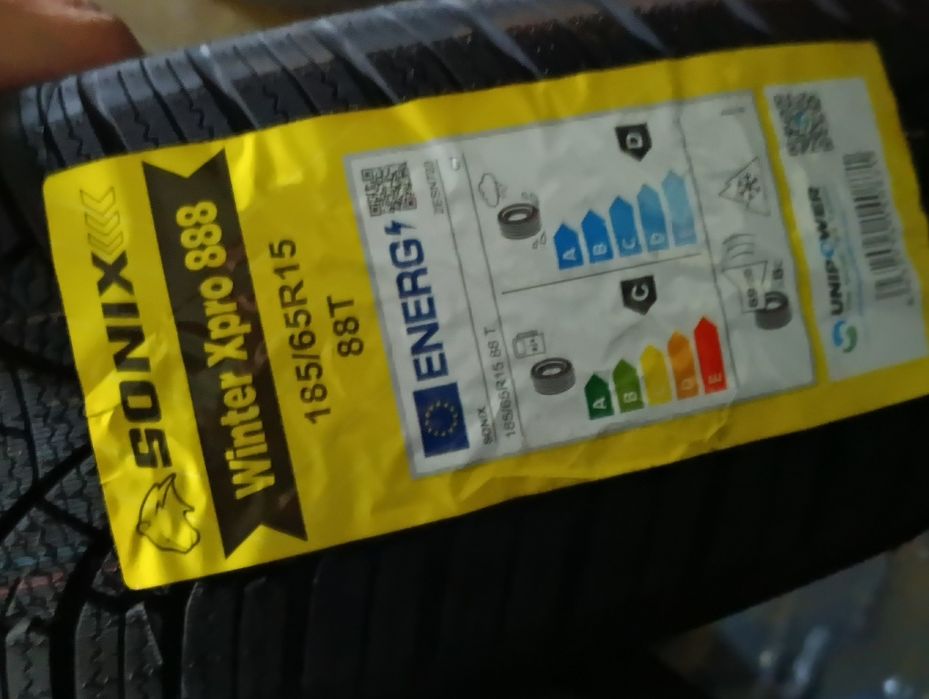 SONIX
Winter Xpro 888
185/65R15
88T
ENERG
SONIX
185/65R15 88 T
C
A
B
C
D
E
D
A
B
C
D
E
UNIPOWER